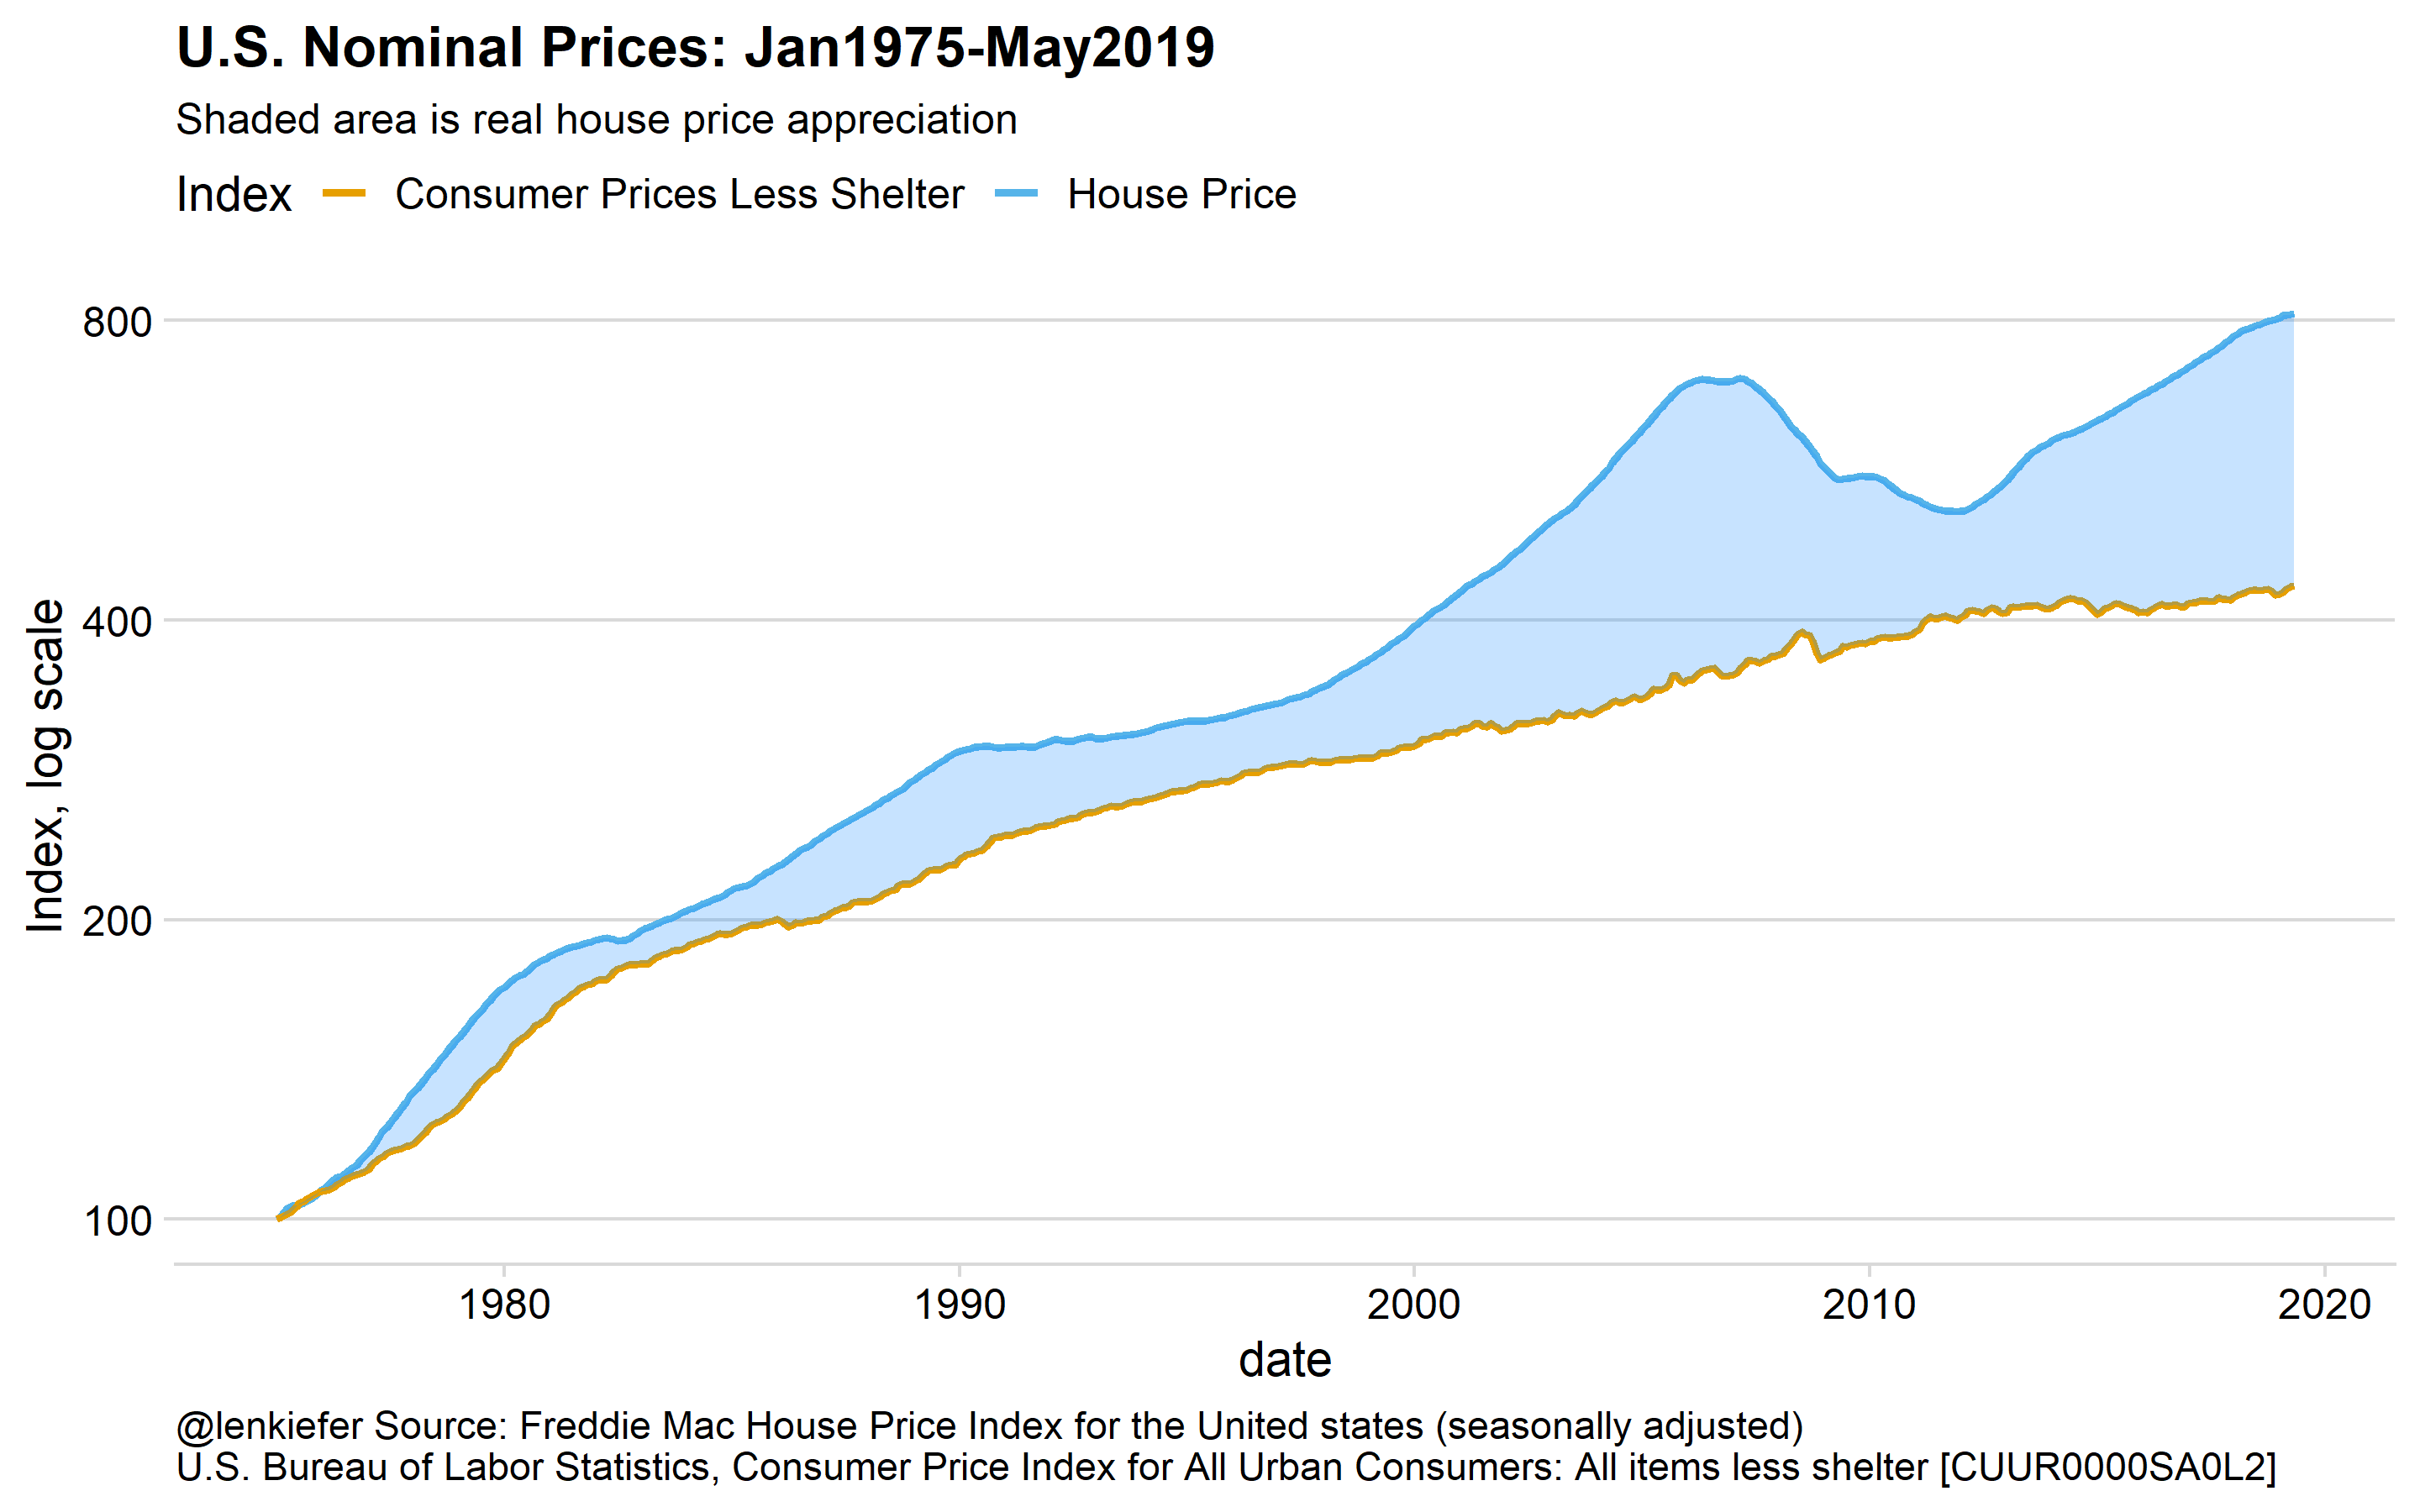 U.S. Nominal Prices: Jan1975-May2019
Shaded area is real house price appreciation
Index Consumer Prices Less Shelter House Price
800
400
200
100
Index, log scale
1980 1990 2000 2010 2020
date
@lenkiefer Source: Freddie Mac House Price Index for the United states (seasonally adjusted)
U.S. Bureau of Labor Statistics, Consumer Price Index for All Urban Consumers: All items less shelter [CUUR0000SA0L2]